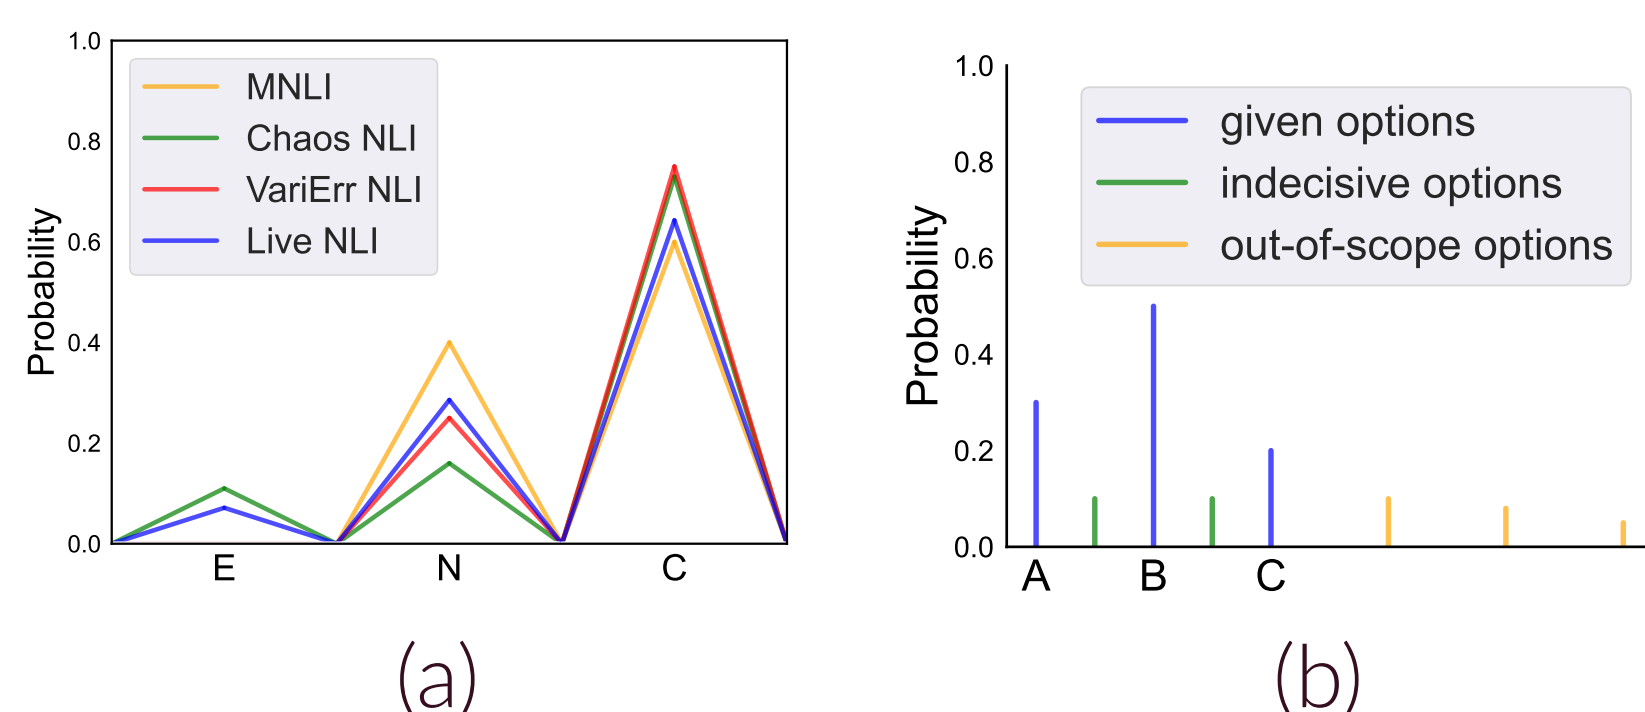 1.0
0.8
0.6
0.4
0.2
0.0
Probability
MNLI
Chaos NLI
VariErr NLI
Live NLI
E N C
(a)
1.0
0.8
0.6
0.4
0.2
0.0
Probability
given options
indecisive options
out-of-scope options
A B C
(b)